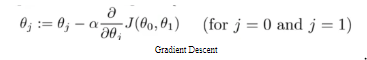 θj := θj − α ∂/∂θj J(θ0, θ1) (for j = 0 and j = 1)
Gradient Descent
.